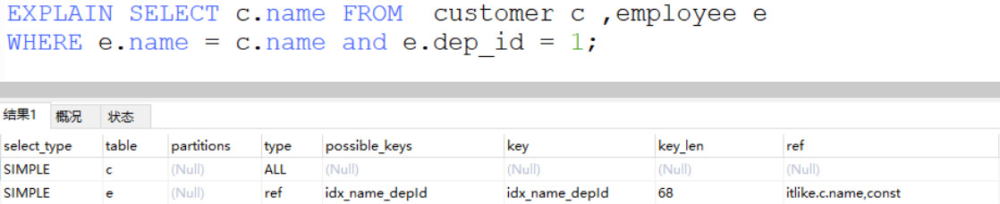 EXPLAIN SELECT c.name FROM  customer c ,employee e
WHERE e.name = c.name and e.dep_id = 1;
结果1 概况 状态
select_type table partitions type possible_keys key key_len ref
SIMPLE c (Null) ALL (Null) (Null) (Null) (Null)
SIMPLE e (Null) ref idx_name_depId idx_name_depId 68 itlike.c.name,const